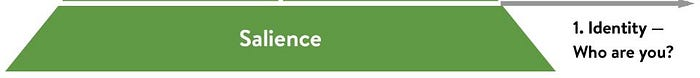 Salience
1. Identity —
Who are you?